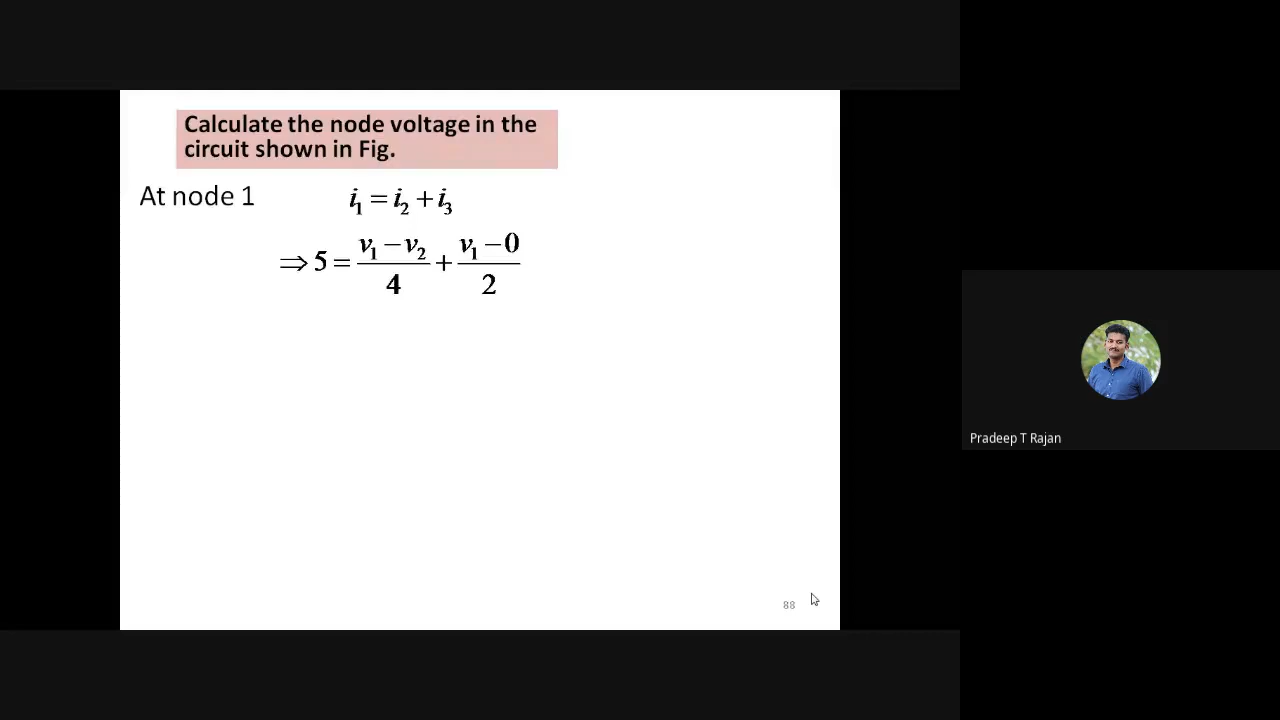 Calculate the node voltage in the
circuit shown in Fig.
At node 1 i₁ = i₂ + i₃
⇒ 5 = (v₁ − v₂)/4 + (v₁ − 0)/2
88
Pradeep T Rajan